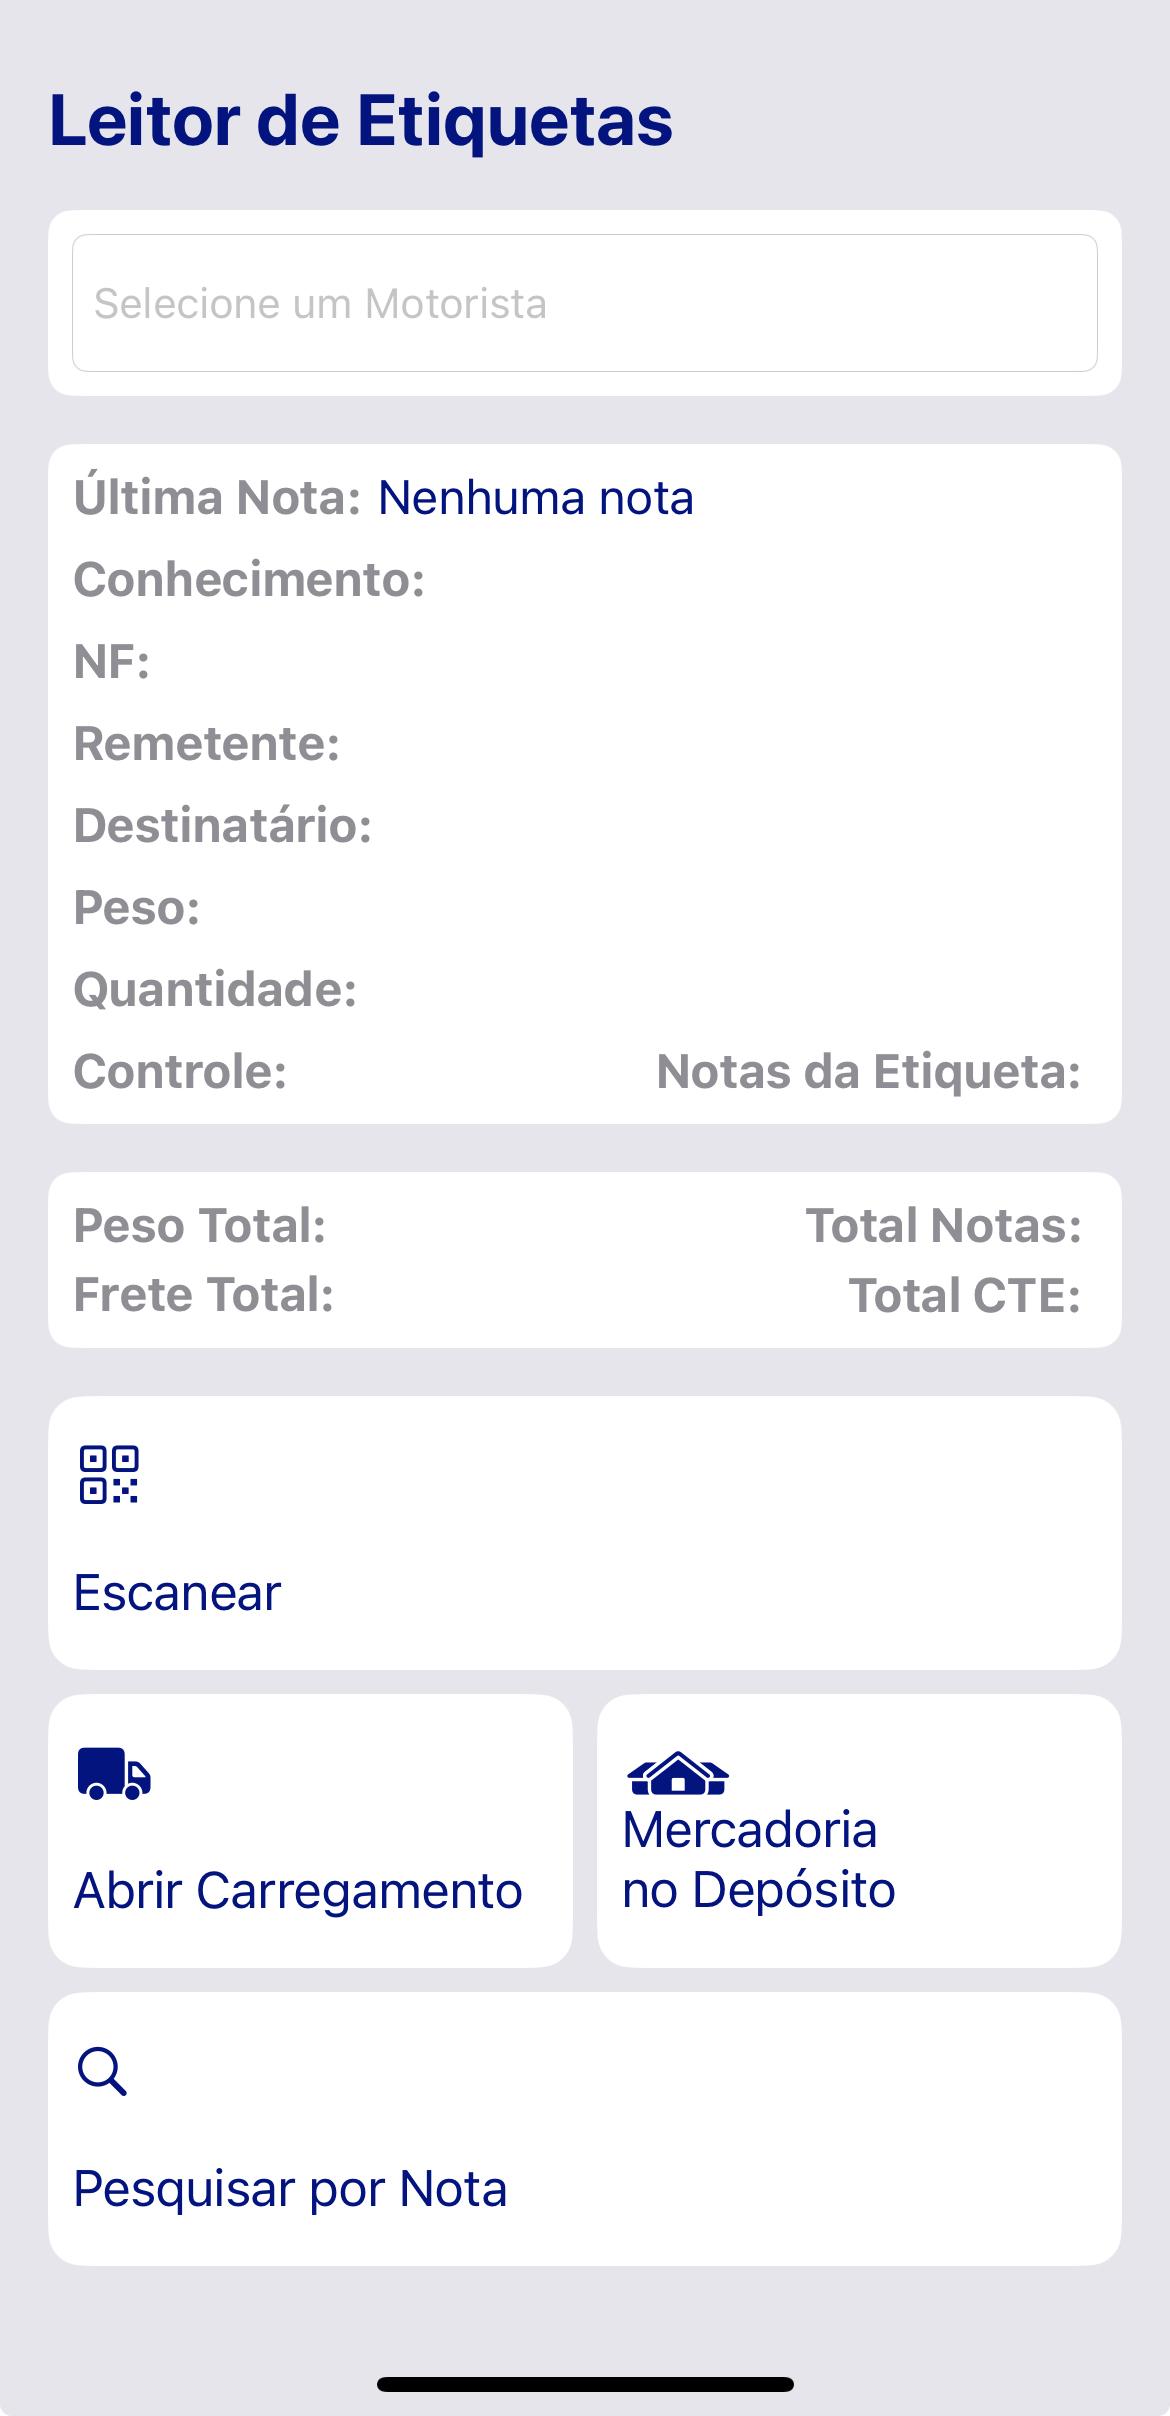 Leitor de Etiquetas
Selecione um Motorista
Última Nota: Nenhuma nota
Conhecimento:
NF:
Remetente:
Destinatário:
Peso:
Quantidade:
Controle: Notas da Etiqueta:
Peso Total: Total Notas:
Frete Total: Total CTE:
Escanear
Abrir Carregamento
Mercadoria
no Depósito
Pesquisar por Nota